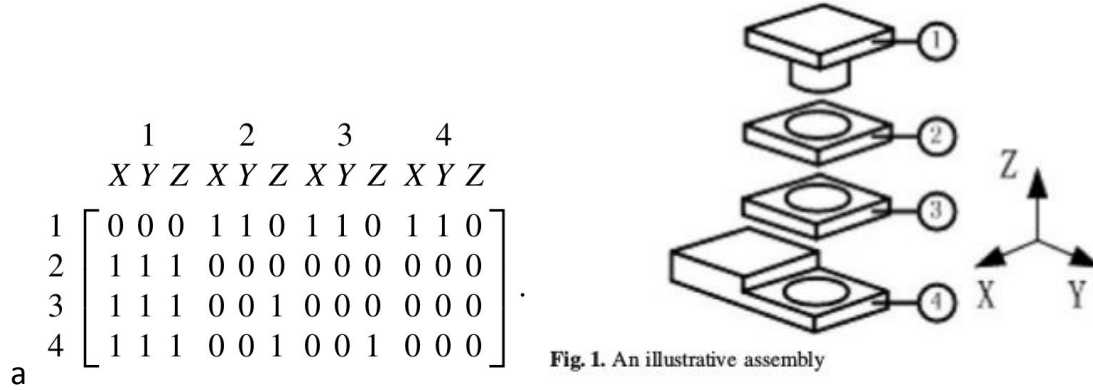 1 2 3 4
X Y Z X Y Z X Y Z X Y Z
1 0 0 0 1 1 0 1 1 0 1 1 0
2 1 1 1 0 0 0 0 0 0 0 0 0
3 1 1 1 0 0 1 0 0 0 0 0 0
4 1 1 1 0 0 1 0 0 1 0 0 0
.
a
1
2
3
4
Z
X Y
Fig. 1. An illustrative assembly